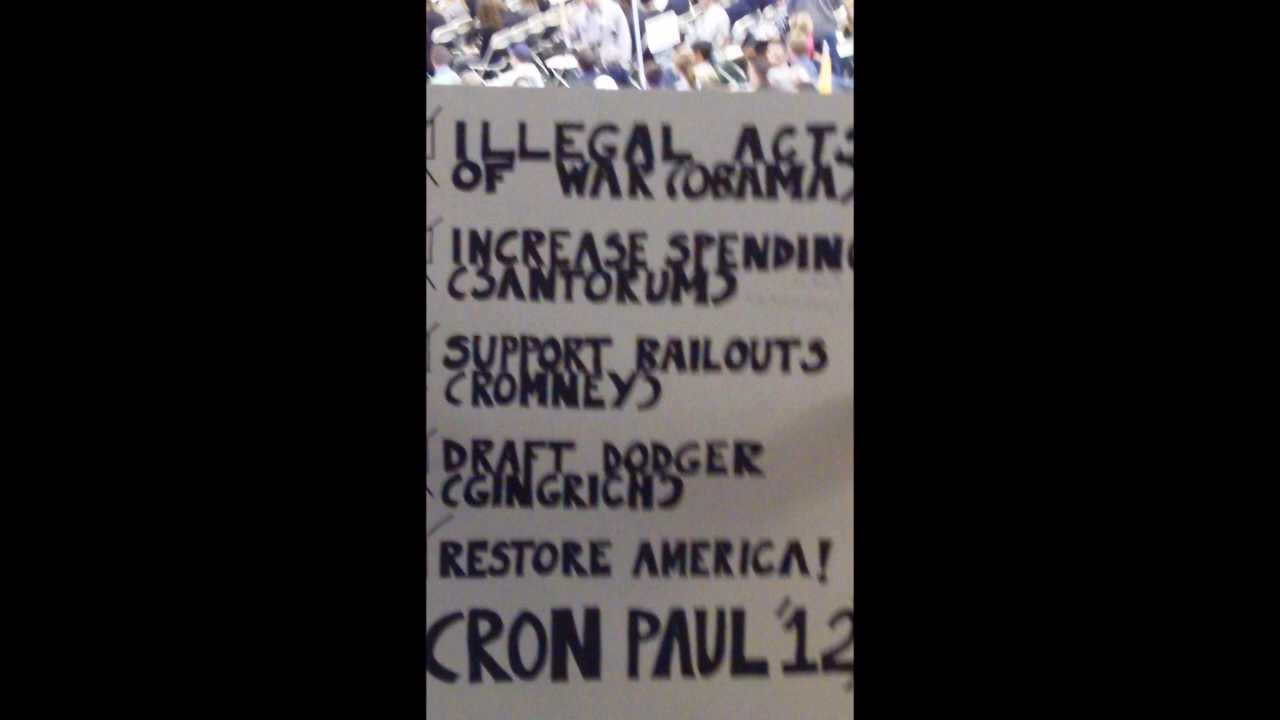 ILLEGAL ACTS
OF WAR (OBAMA)
INCREASE SPENDING
(SANTORUM)
SUPPORT BAILOUTS
(ROMNEY)
DRAFT DODGER
(GINGRICH)
RESTORE AMERICA!
(RON PAUL "12